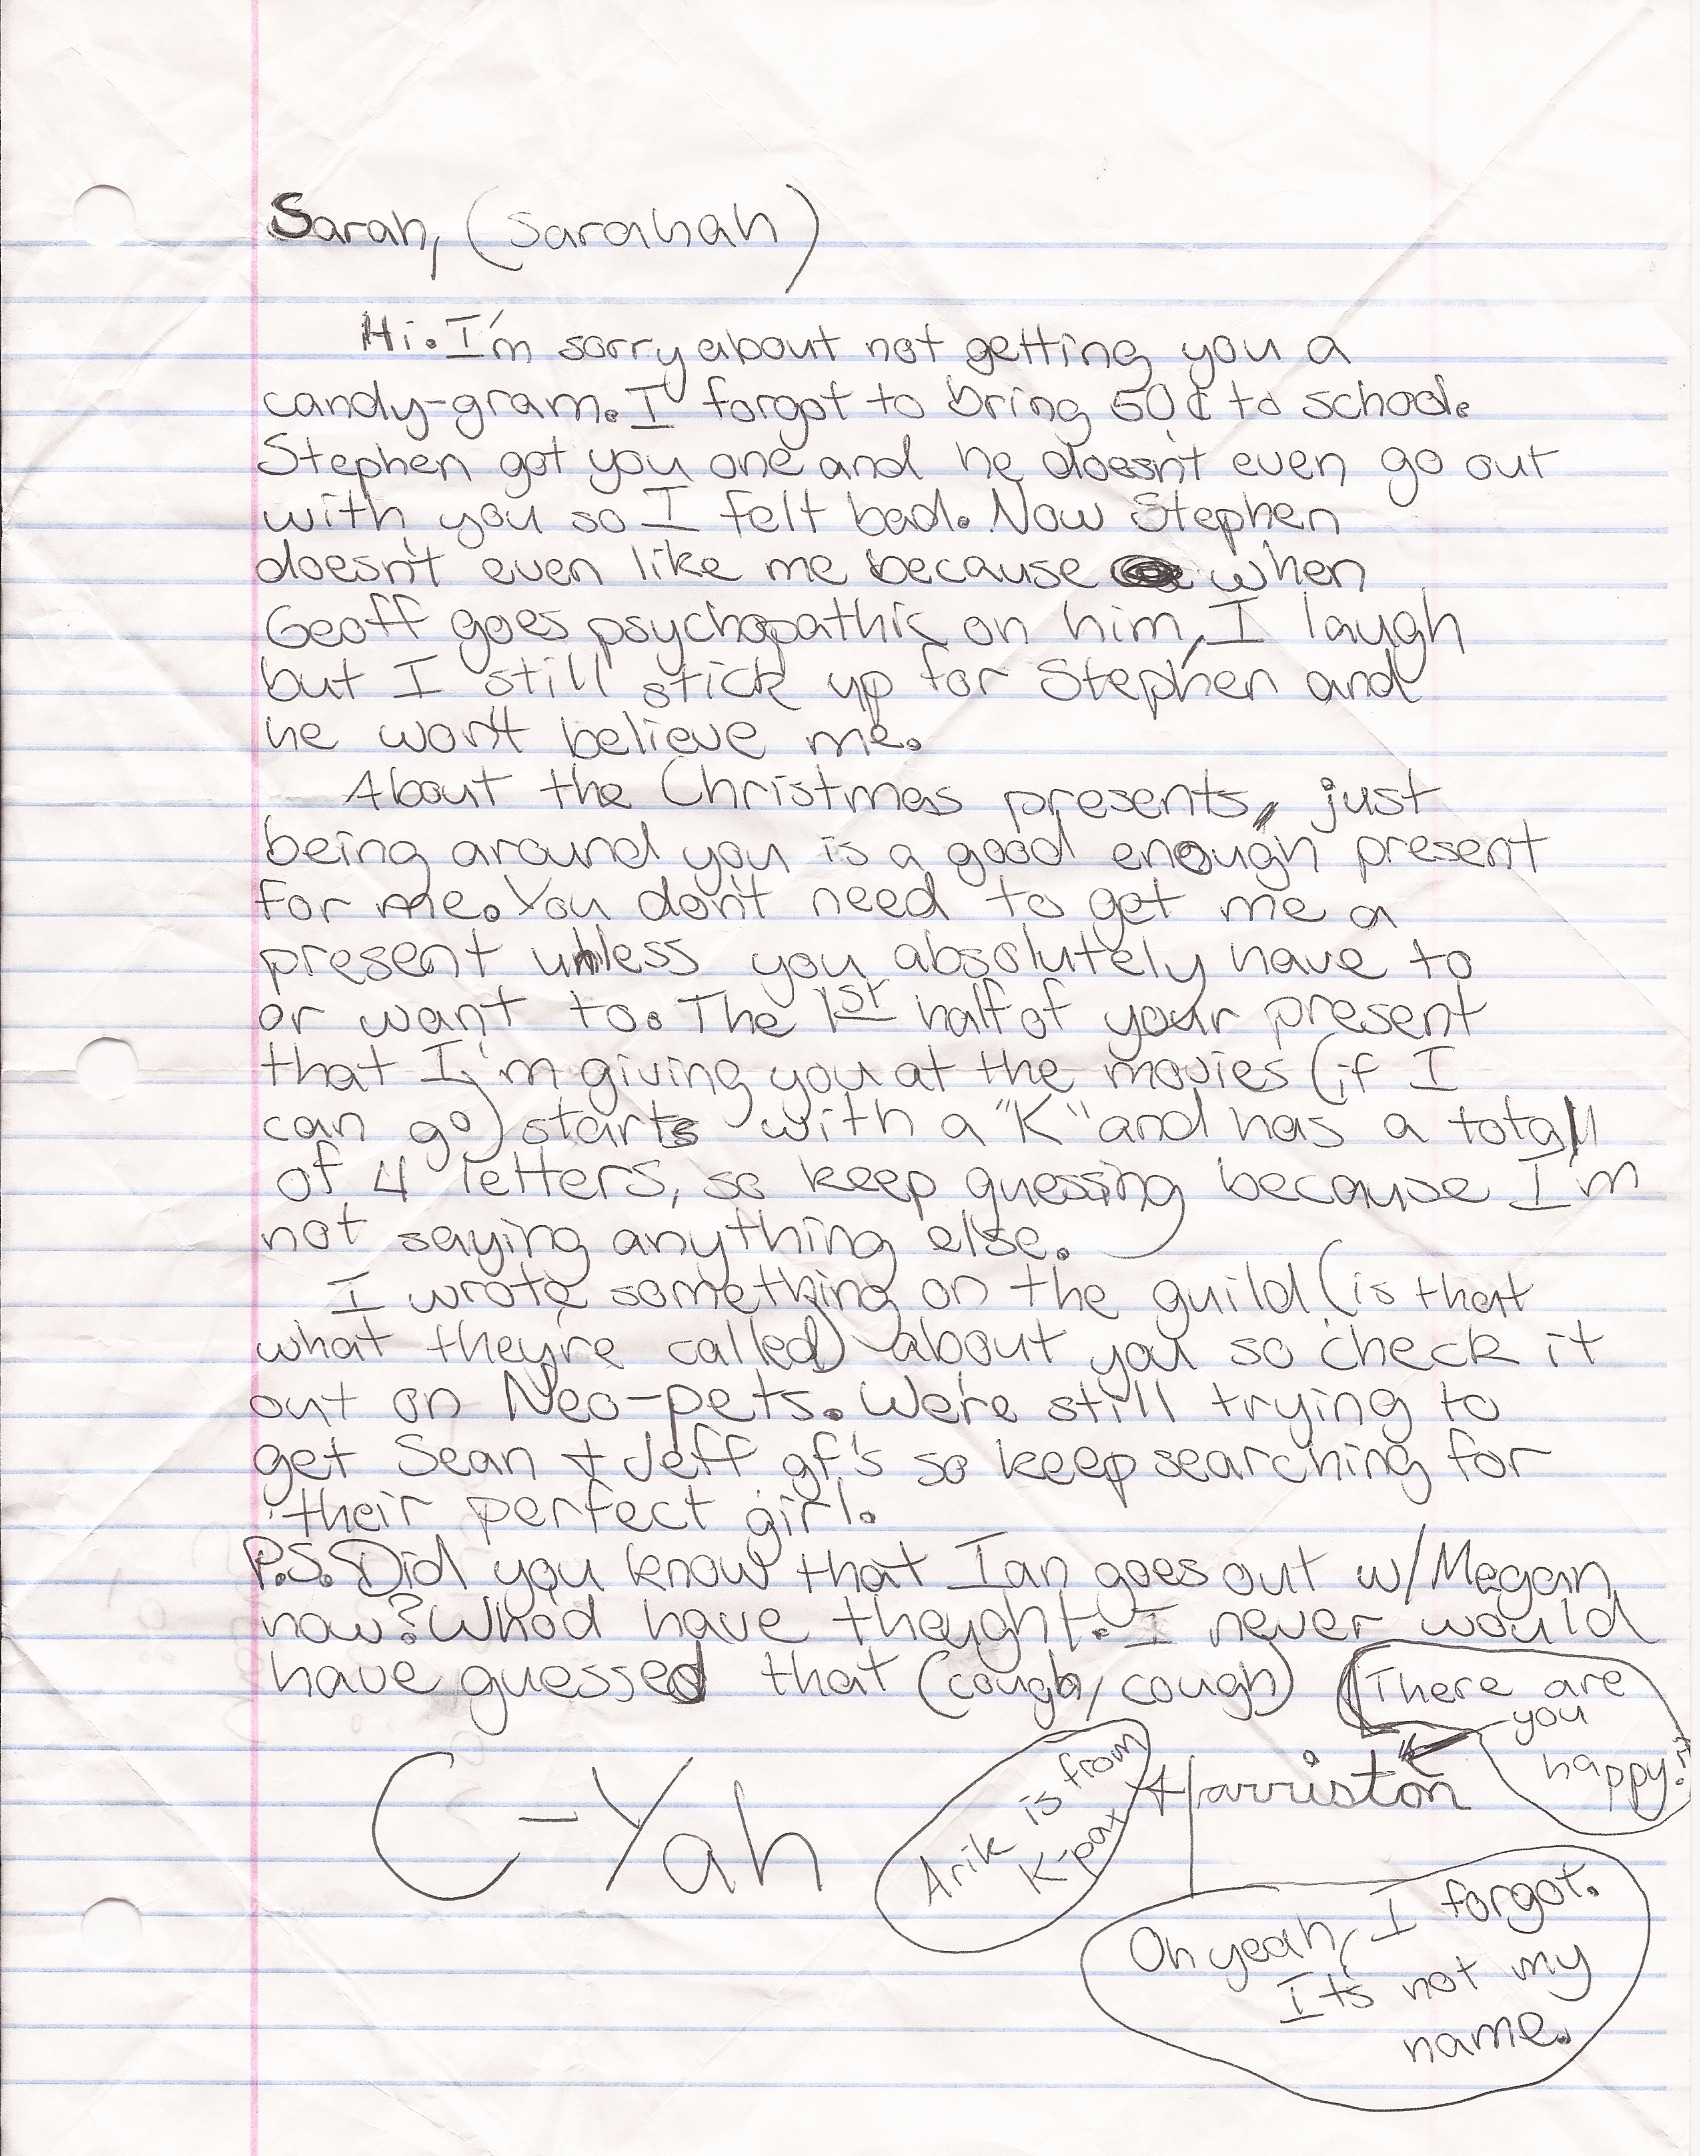 Sarah, (Sarahah)
Hi. I'm sorry about not getting you a
candy-gram. I forgot to bring 50¢ to school.
Stephen got you one and he doesn't even go out
with you so I felt bad. Now Stephen
doesn't even like me because when
Geoff goes psychopathic on him, I laugh
but I still stick up for Stephen and
he won't believe me.
About the Christmas presents, just
being around you is a good enough present
for me. You don't need to get me a
present unless you absolutely have to
or want to. The 1st half of your present
that I'm giving you at the movies (if I
can go) starts with a "K" and has a total
of 4 letters, so keep guessing because I'm
not saying anything else.
I wrote something on the guild (is that
what they're called) about you so check it
out on Neo-pets. We're still trying to
get Sean + Jeff gf's so keep searching for
their perfect girl.
P.S. Did you know that Ian goes out w/ Megan
now? Who'd have thought. I never would
have guessed that (cough, cough)
There are
you
happy?!
C-Yah
Arik is from
K-pax
Harriston
Oh yeah, I forgot.
It's not my
name.